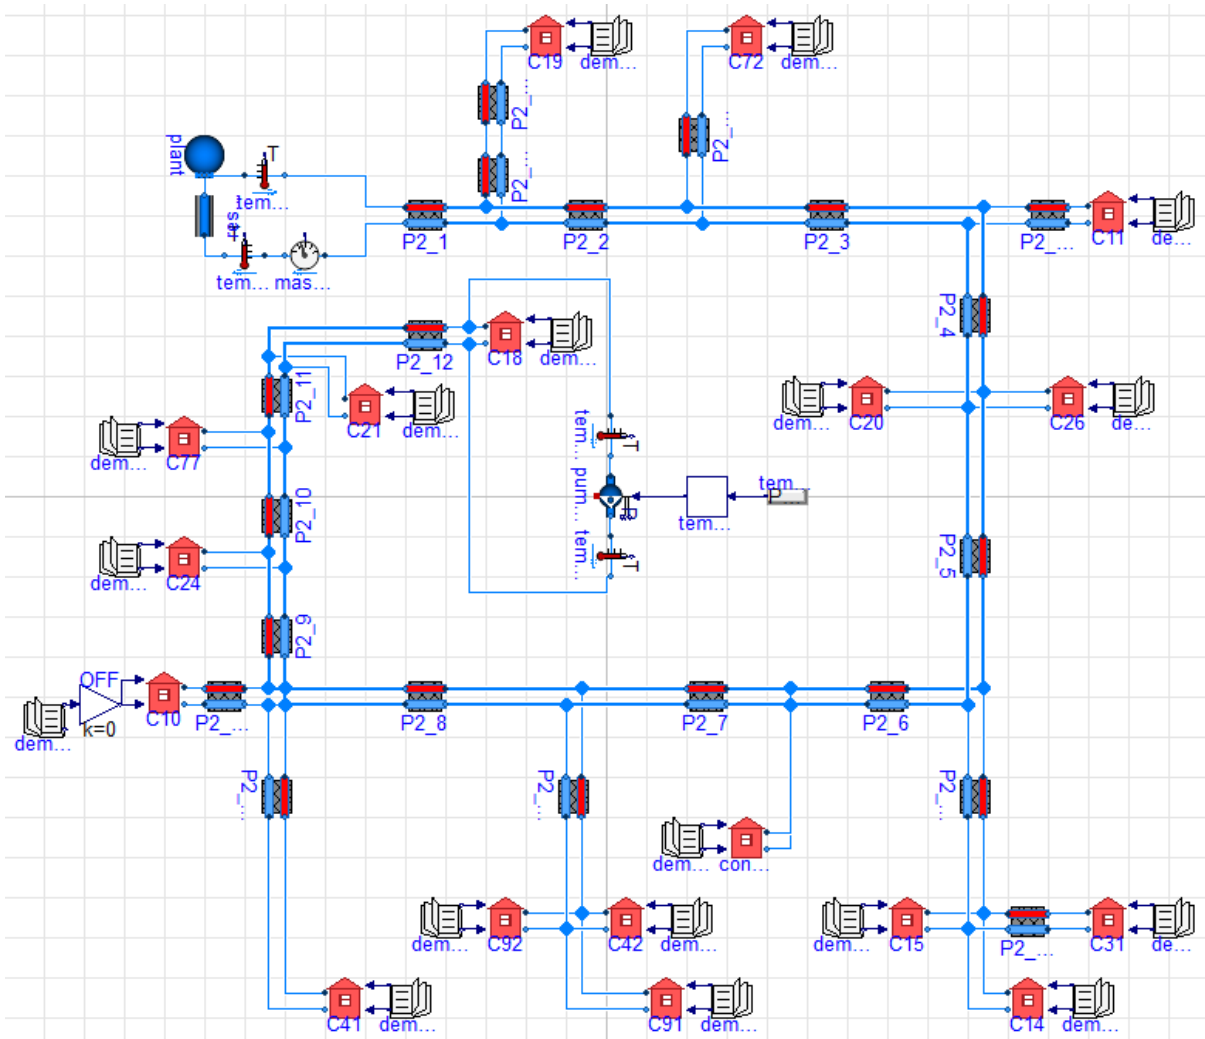 C19
dem...
C72
dem...
P2_...
P2_...
P2_...
plant
T
tem...
res...
P2_1
P2_2
P2_3
P2_...
C11
de...
T
tem...
mas...
P2_4
P2_12
C18
dem...
P2_11
C21
dem...
dem...
C20
C26
de...
dem...
C77
tem...
T
pum...
P
tem...
tem...
P
P2_10
tem...
T
P2_5
dem...
C24
P2_9
OFF
k=0
dem...
C10
P2_...
P2_8
P2_7
P2_6
P2_...
P2_...
P2_...
dem...
con...
dem...
C92
C42
dem...
dem...
C15
P2_...
C31
de...
C41
dem...
C91
dem...
C14
dem...